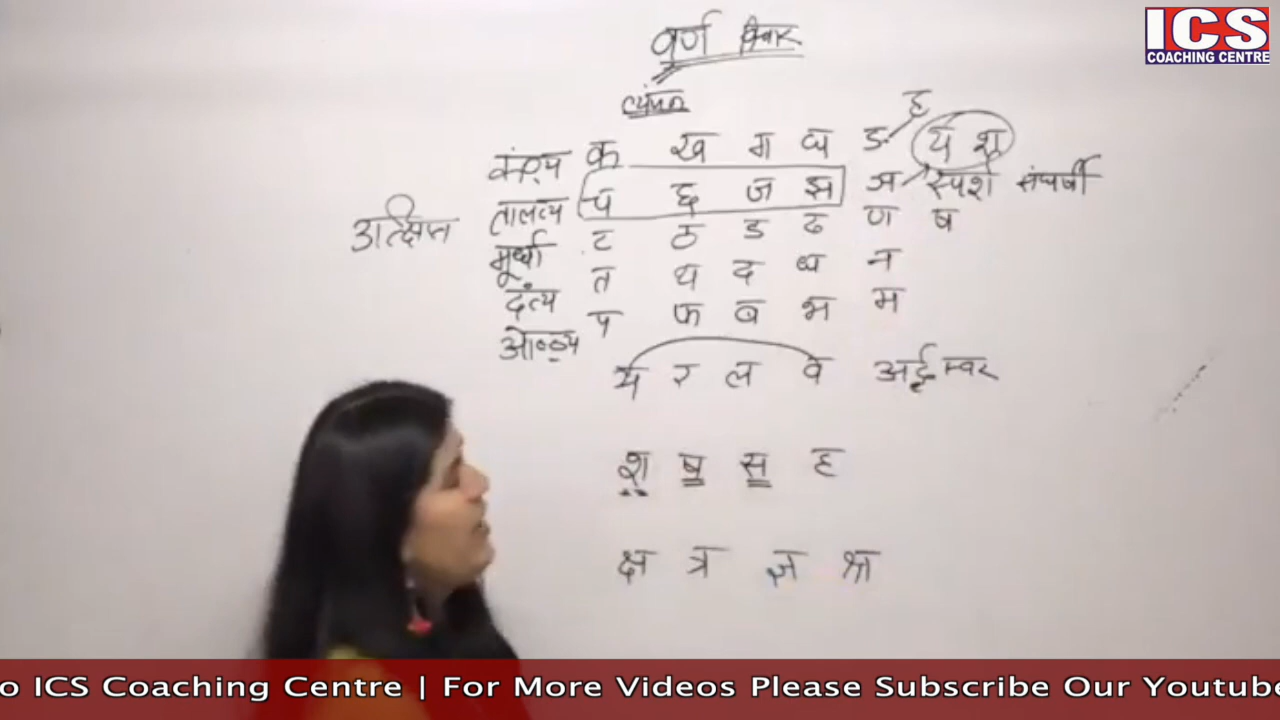 ICS
COACHING CENTRE
वर्ण विचार
व्यंजन
ह
कंठ्य क ख ग घ ङ य श
तालव्य च छ ज झ ञ स्पर्श संघर्षी
उत्क्षिप्त
मूर्धा ट ठ ड ढ ण ष
दंत्य त थ द ध न
ओष्ठ्य प फ ब भ म
य र ल व अर्द्ध स्वर
श ष स ह
क्ष त्र ज्ञ श्र
o ICS Coaching Centre | For More Videos Please Subscribe Our Youtube